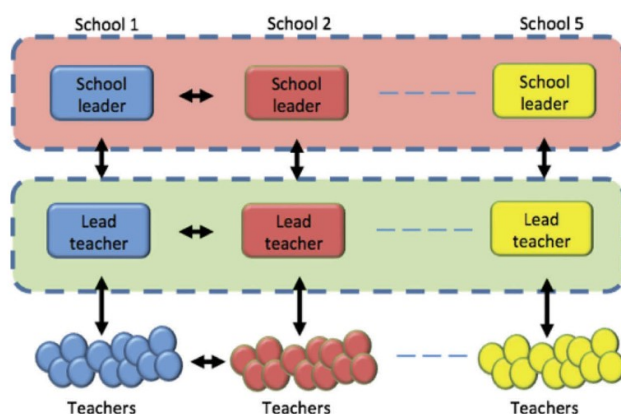 School 1
School 2
School 5
School
leader
School
leader
School
leader
Lead
teacher
Lead
teacher
Lead
teacher
Teachers
Teachers
Teachers